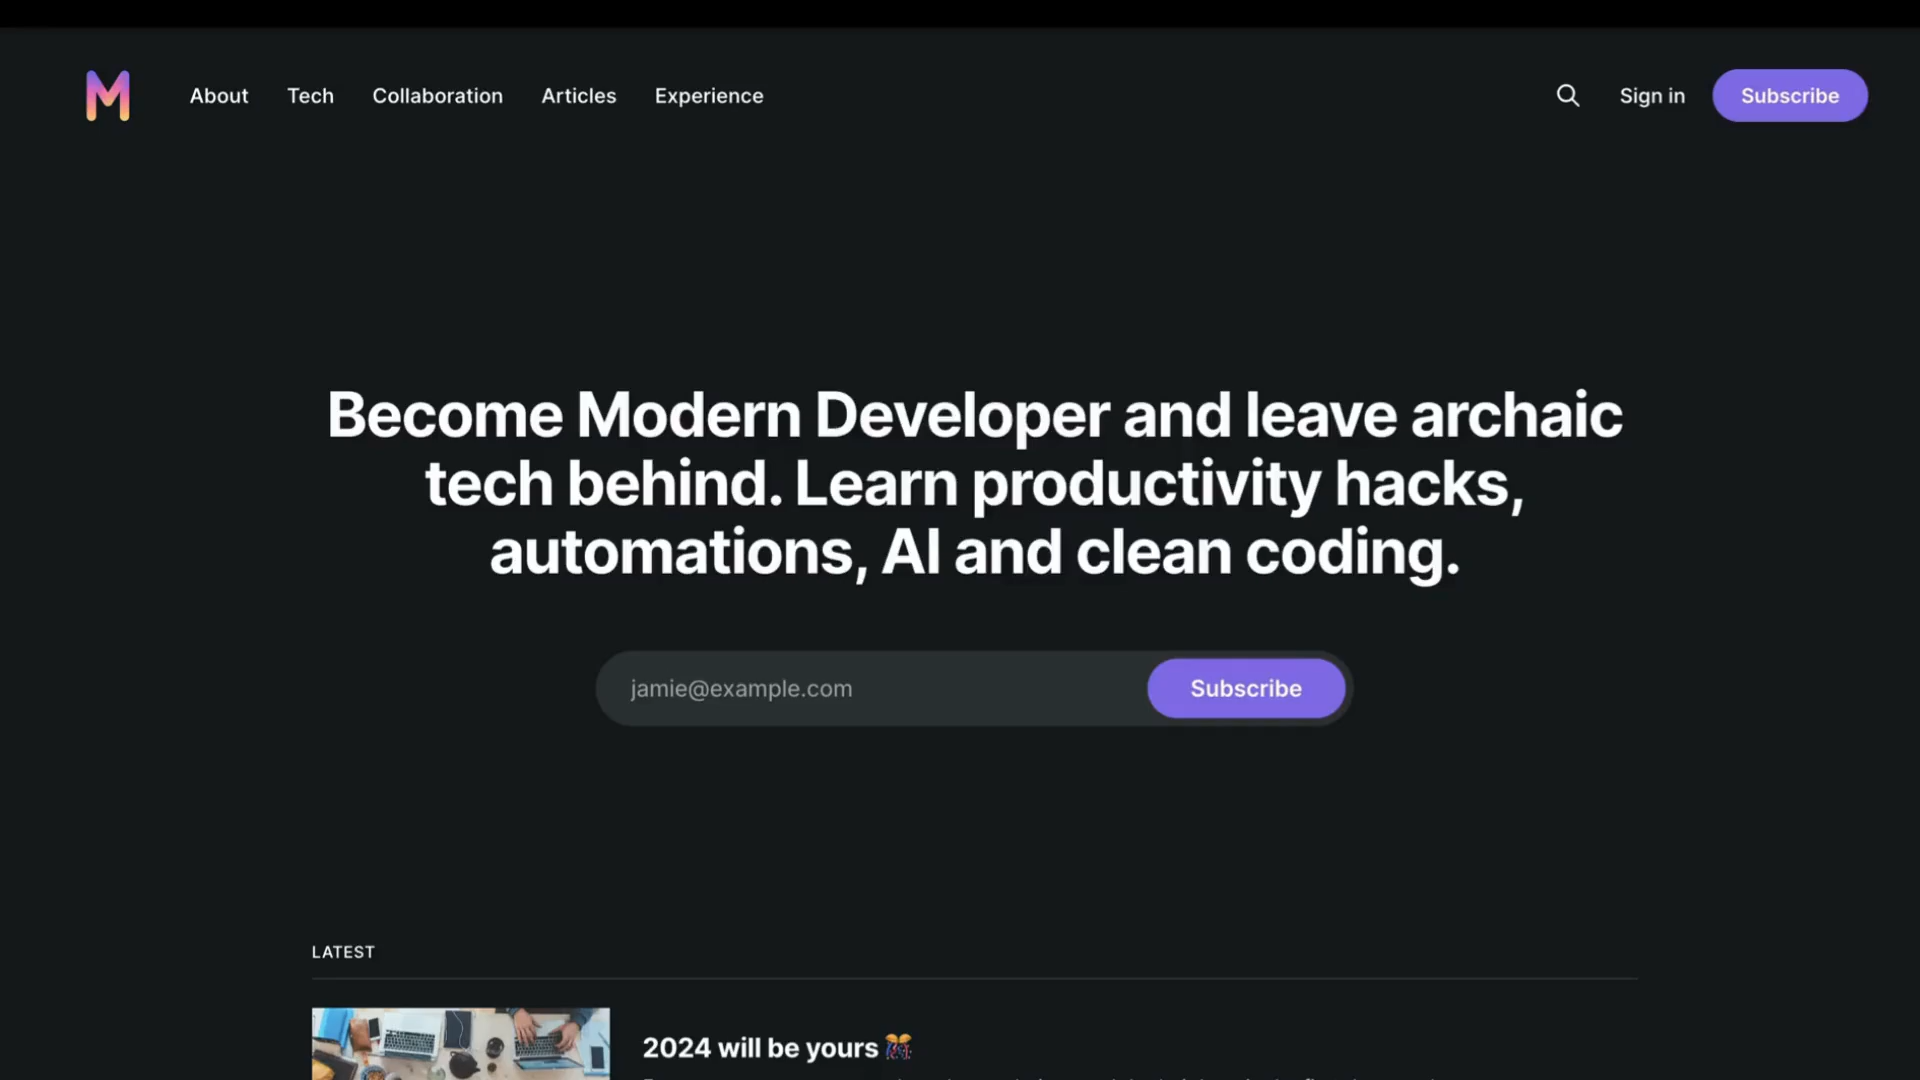 M
About
Tech
Collaboration
Articles
Experience
Sign in
Subscribe
Become Modern Developer and leave archaic
tech behind. Learn productivity hacks,
automations, AI and clean coding.
jamie@example.com
Subscribe
LATEST
2024 will be yours 🎊